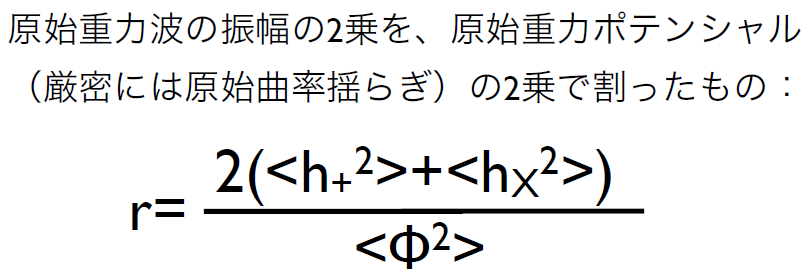 原始重力波の振幅の2乗を、原始重力ポテンシャル
（厳密には原始曲率揺らぎ）の2乗で割ったもの：
2(<h₊²>+<hₓ²>)
r=
<Φ²>